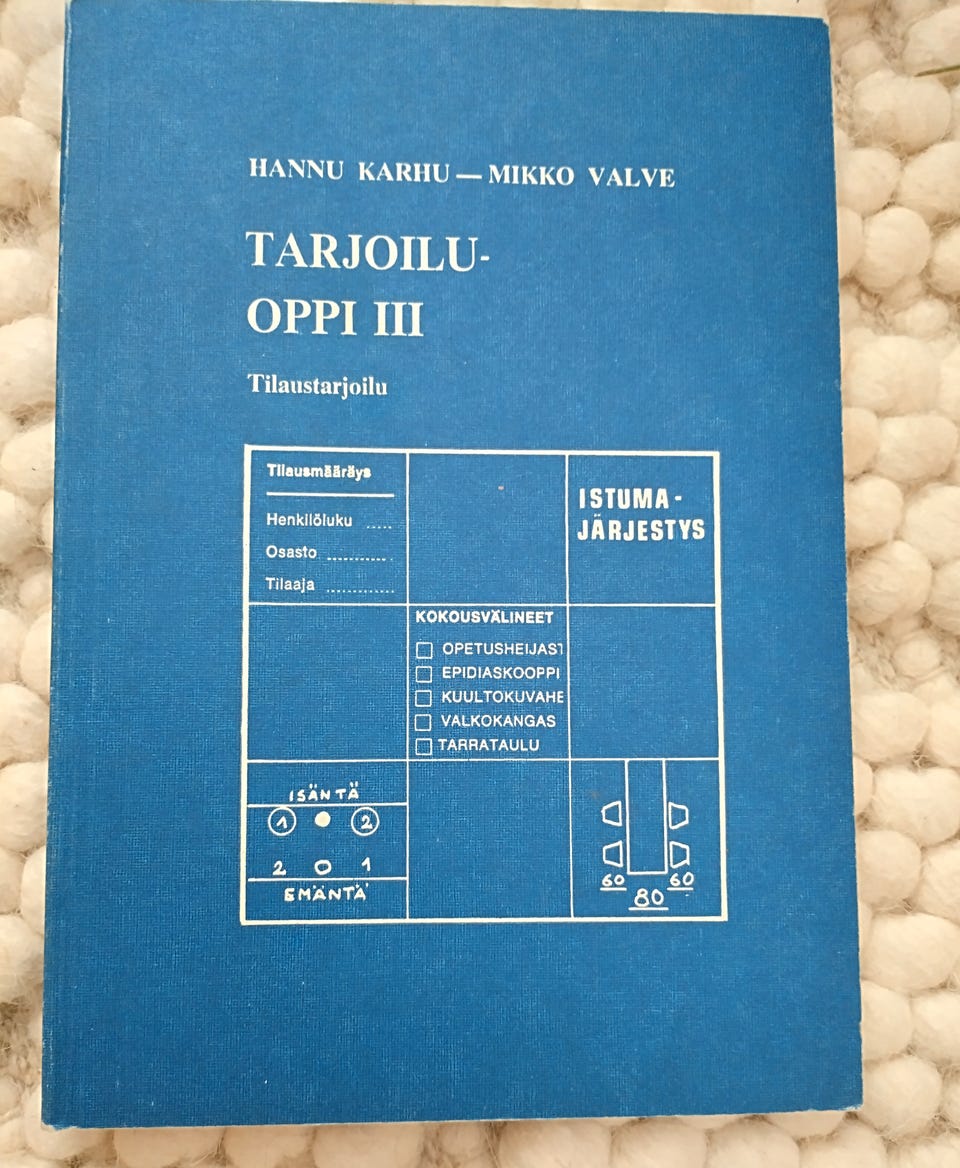 HANNU KARHU — MIKKO VALVE
TARJOILU-
OPPI III
Tilaustarjoilu
Tilausmääräys
Henkilöluku .....
Osasto ............
Tilaaja .............
ISTUMA-
JÄRJESTYS
KOKOUSVÄLINEET
☐ OPETUSHEIJAST
☐ EPIDIASKOOPPI
☐ KUULTOKUVAHE
☐ VALKOKANGAS
☐ TARRATAULU
ISÄNTÄ
1 2
2 0 1
EMÄNTÄ
60 60
80